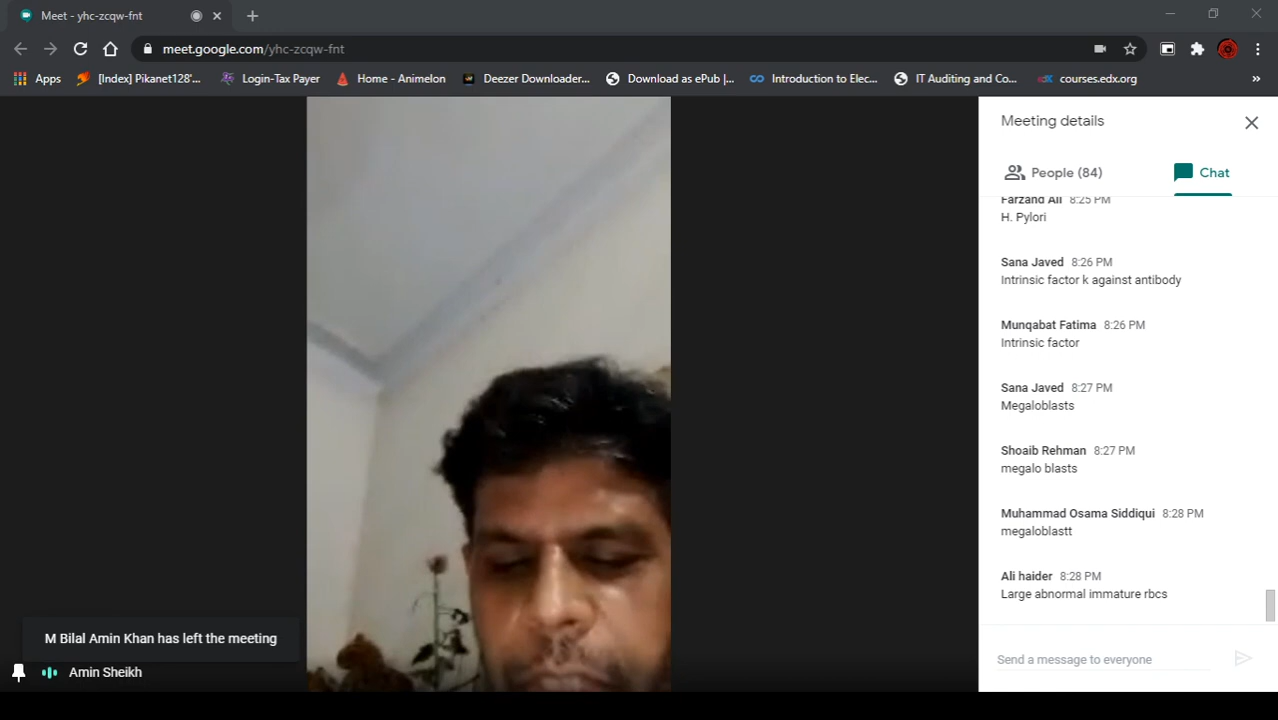 Meet - yhc-zcqw-fnt
meet.google.com/yhc-zcqw-fnt
Apps
[Index] Pikanet128'...
Login-Tax Payer
Home - Animelon
Deezer Downloader...
Download as ePub |...
Introduction to Elec...
IT Auditing and Co...
courses.edx.org
»
Meeting details
People (84)
Chat
Farzand Ali 8:25 PM
H. Pylori
Sana Javed 8:26 PM
Intrinsic factor k against antibody
Munqabat Fatima 8:26 PM
Intrinsic factor
Sana Javed 8:27 PM
Megaloblasts
Shoaib Rehman 8:27 PM
megalo blasts
Muhammad Osama Siddiqui 8:28 PM
megaloblastt
Ali haider 8:28 PM
Large abnormal immature rbcs
Send a message to everyone
M Bilal Amin Khan has left the meeting
Amin Sheikh